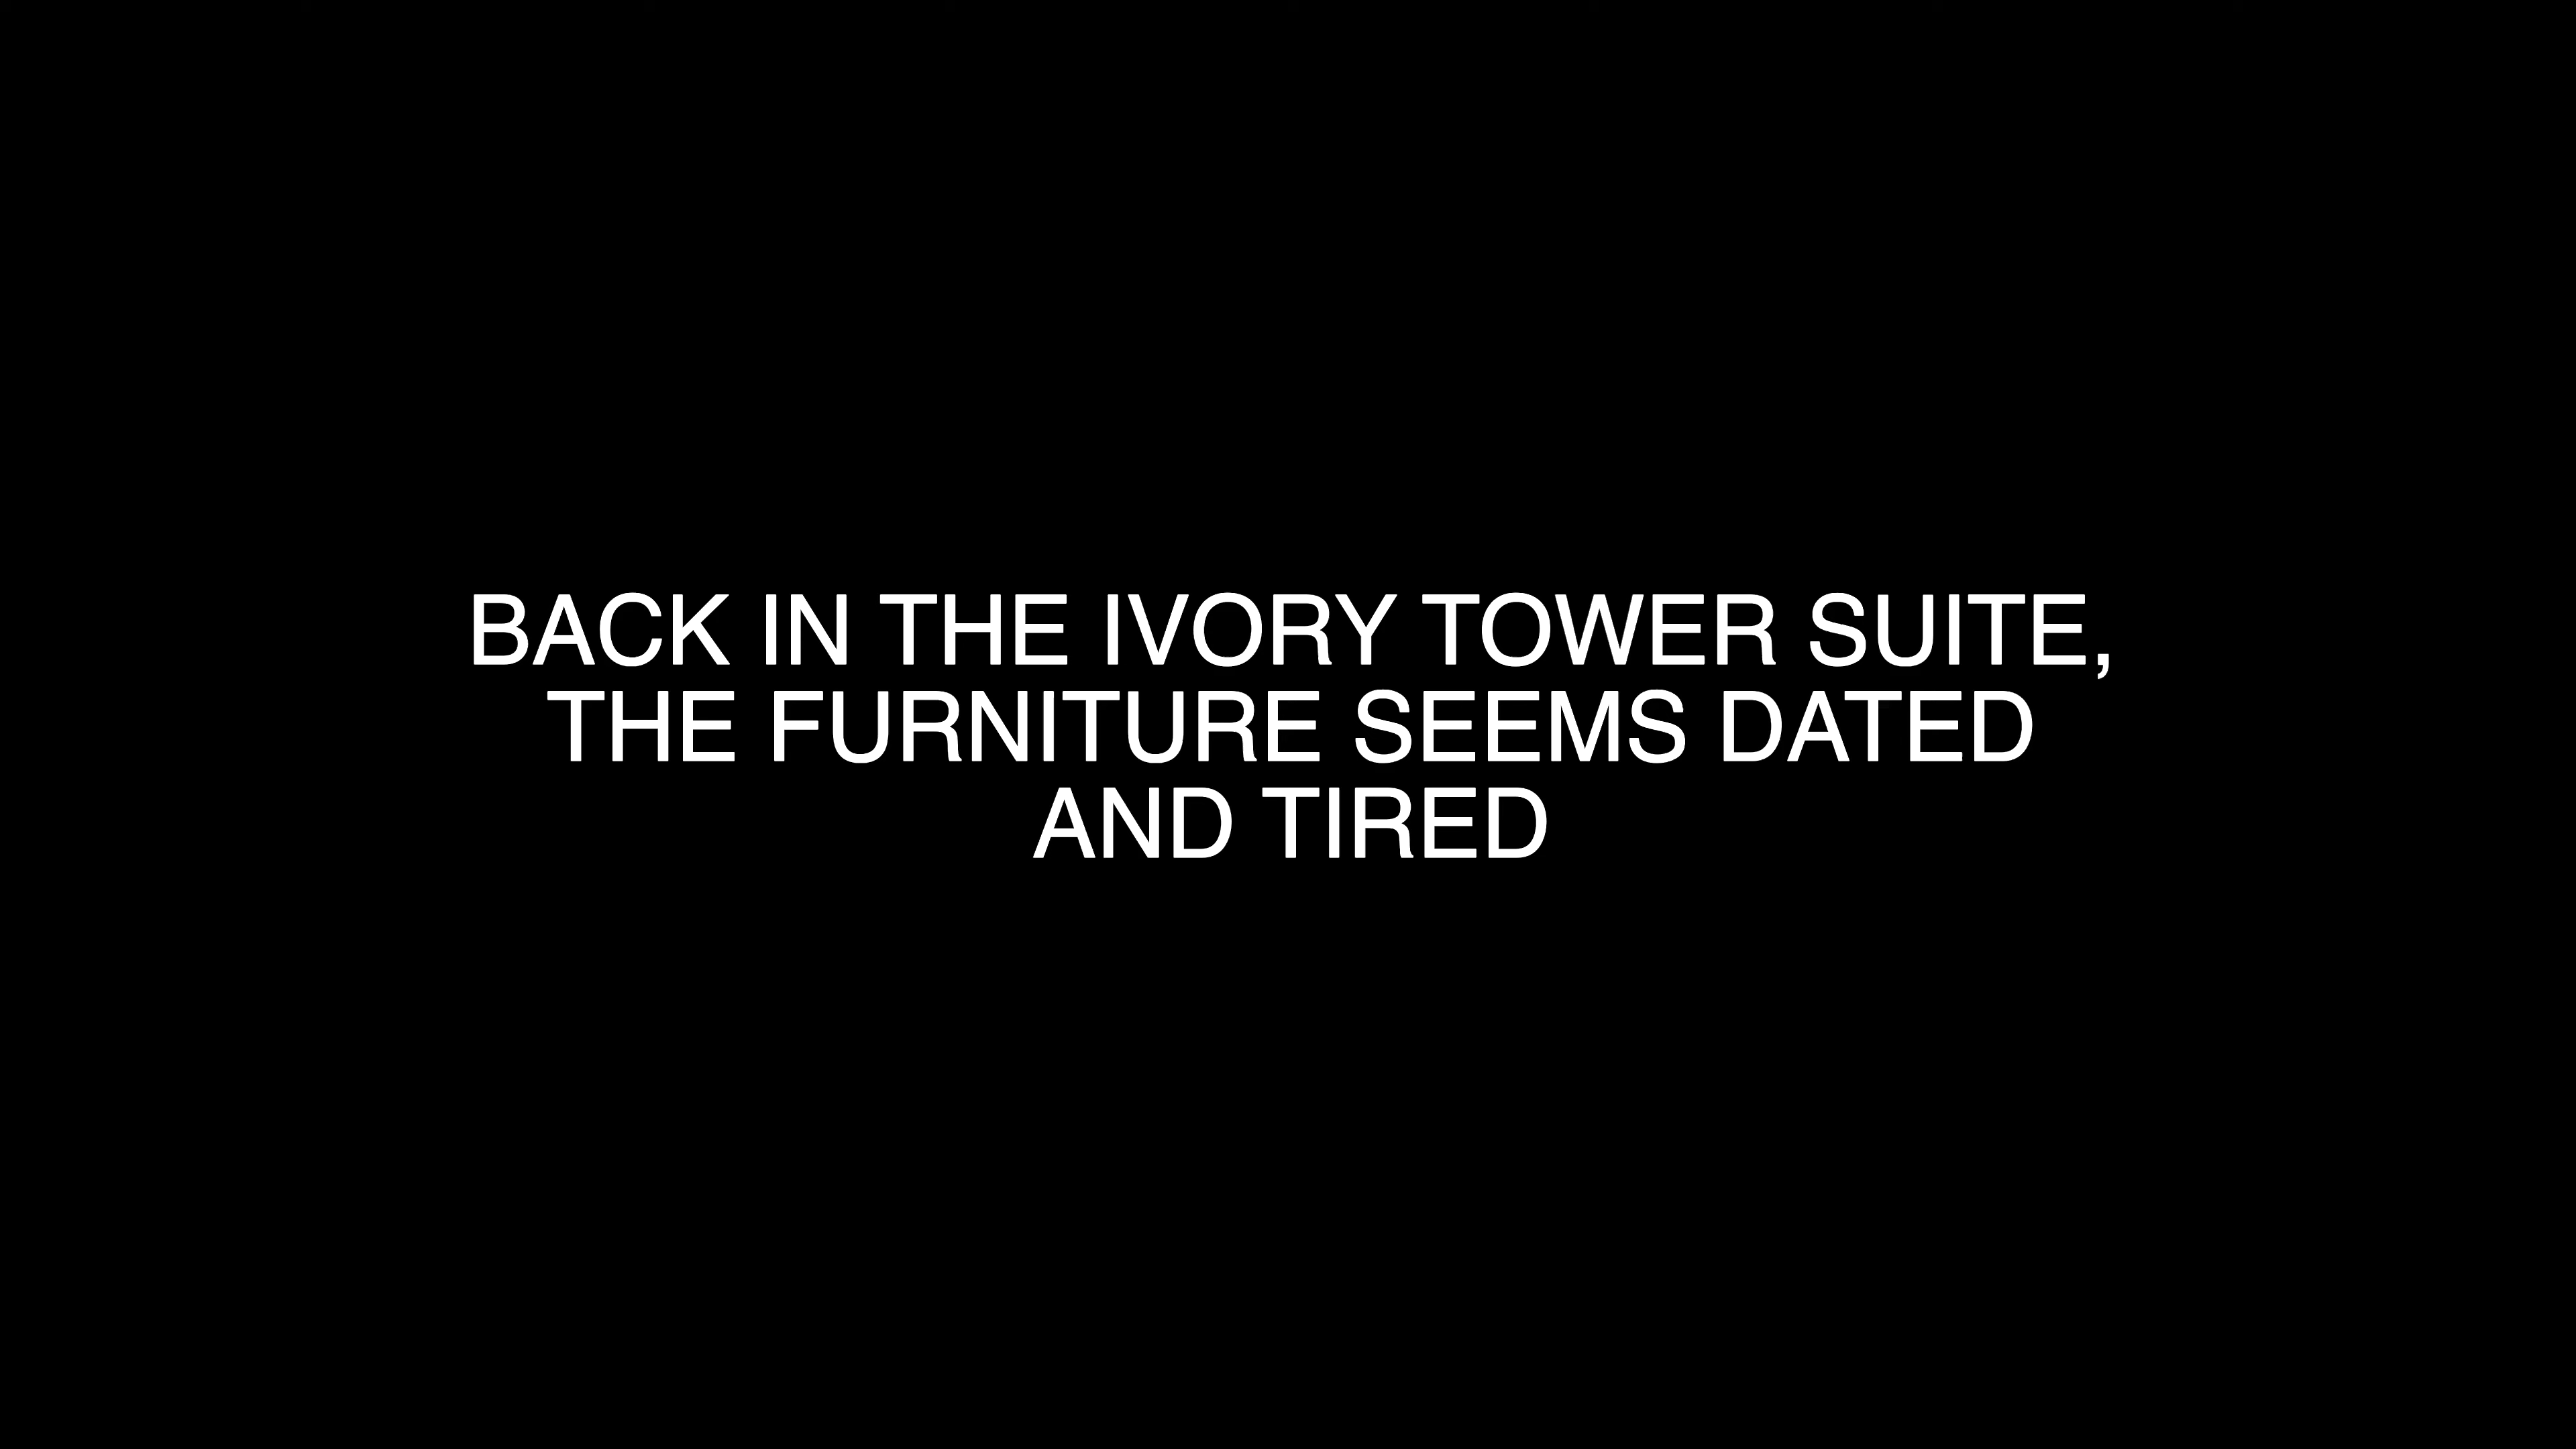 BACK IN THE IVORY TOWER SUITE,
THE FURNITURE SEEMS DATED
AND TIRED